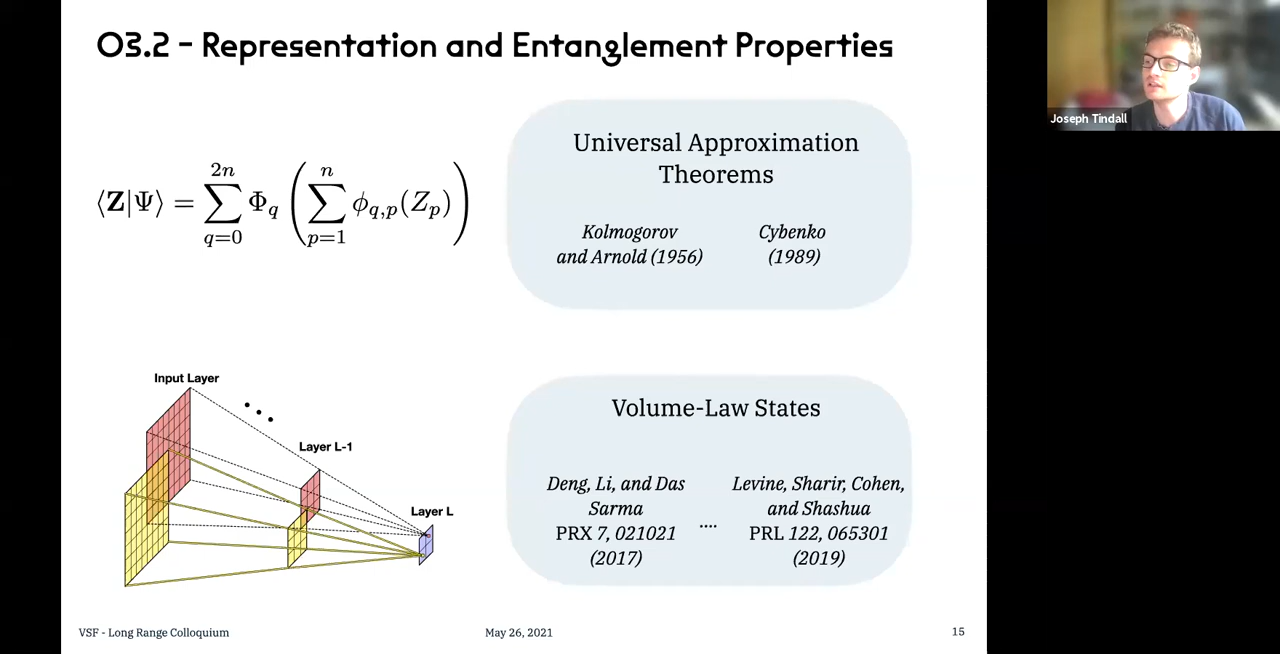 O3.2 - Representation and Entanglement Properties
Joseph Tindall
⟨Z|Ψ⟩ = ∑_{q=0}^{2n} Φ_q ( ∑_{p=1}^{n} ϕ_{q,p}(Z_p) )
Universal Approximation
Theorems
Kolmogorov
and Arnold (1956)
Cybenko
(1989)
Input Layer
Layer L-1
Layer L
Volume-Law States
Deng, Li, and Das
Sarma
PRX 7, 021021
(2017)
....
Levine, Sharir, Cohen,
and Shashua
PRL 122, 065301
(2019)
VSF - Long Range Colloquium
May 26, 2021
15